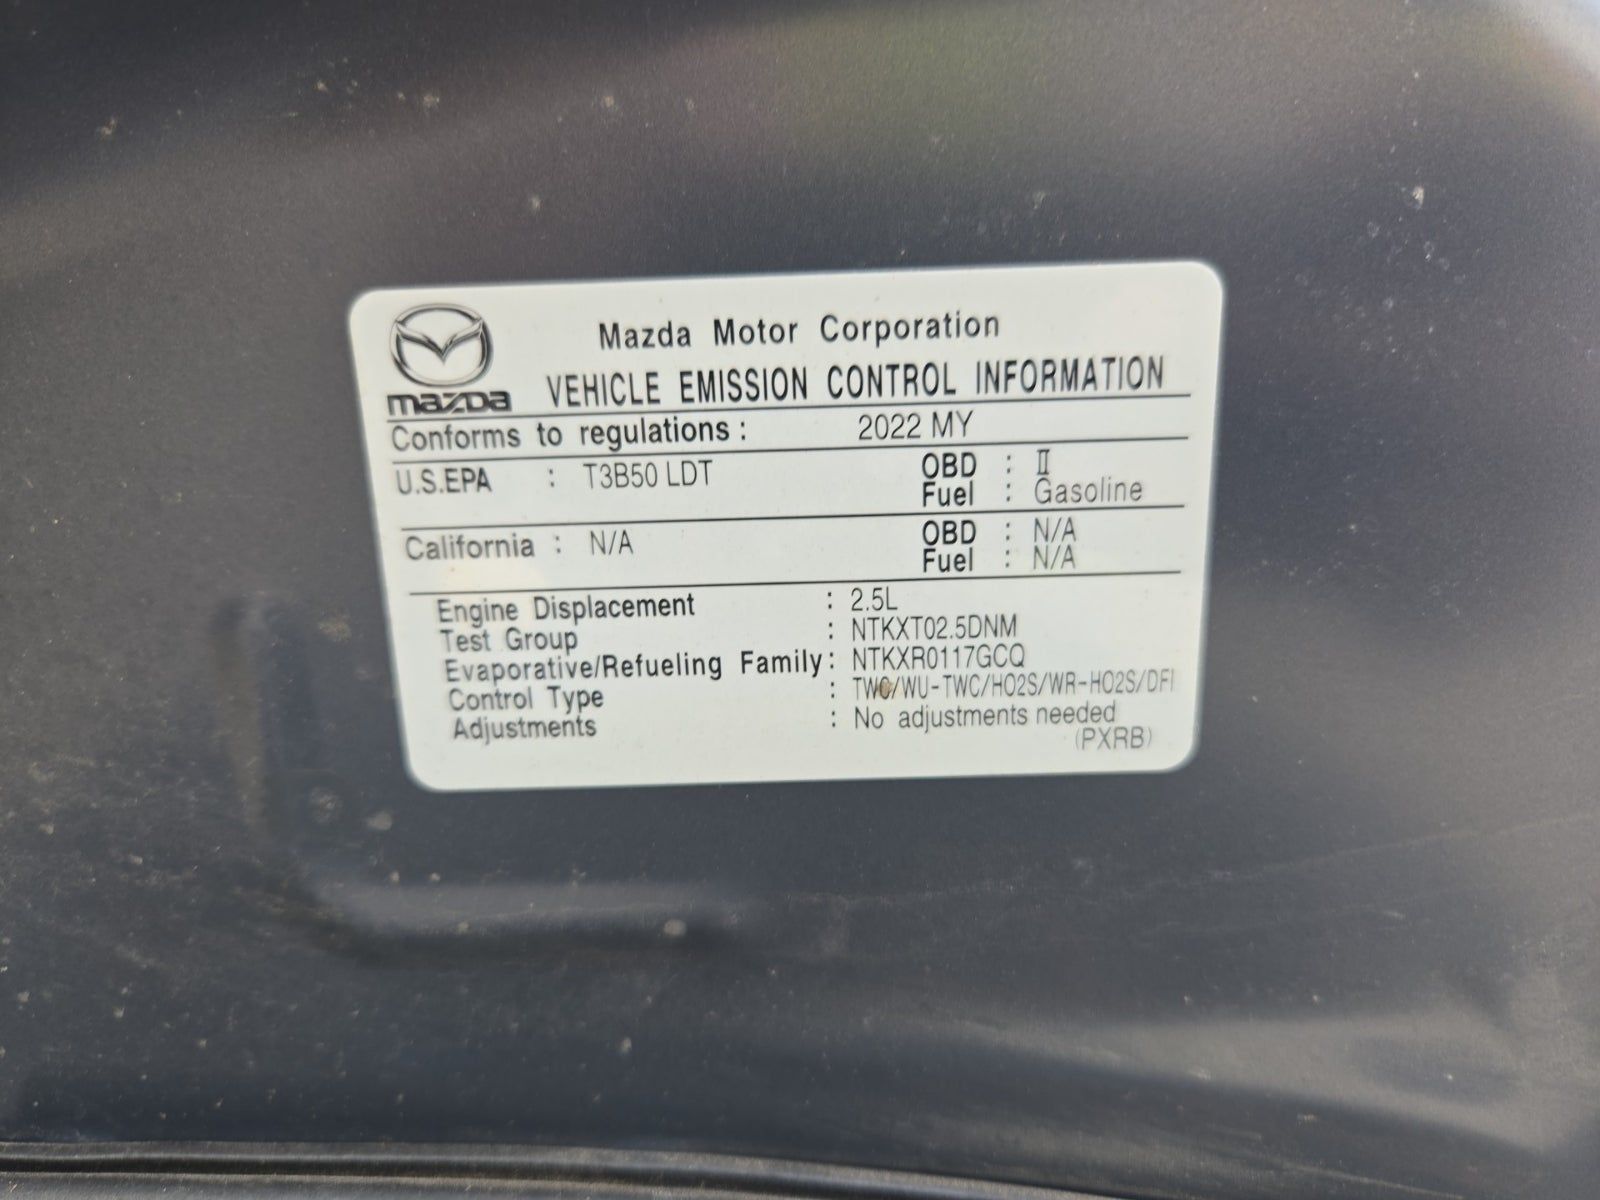 Mazda Motor Corporation
mazda VEHICLE EMISSION CONTROL INFORMATION
Conforms to regulations : 2022 MY
U.S.EPA : T3B50 LDT OBD : II
Fuel : Gasoline
California : N/A OBD : N/A
Fuel : N/A
Engine Displacement : 2.5L
Test Group : NTKXT02.5DNM
Evaporative/Refueling Family : NTKXR0117GCQ
Control Type : TWC/WU-TWC/HO2S/WR-HO2S/DFI
Adjustments : No adjustments needed
(PXRB)